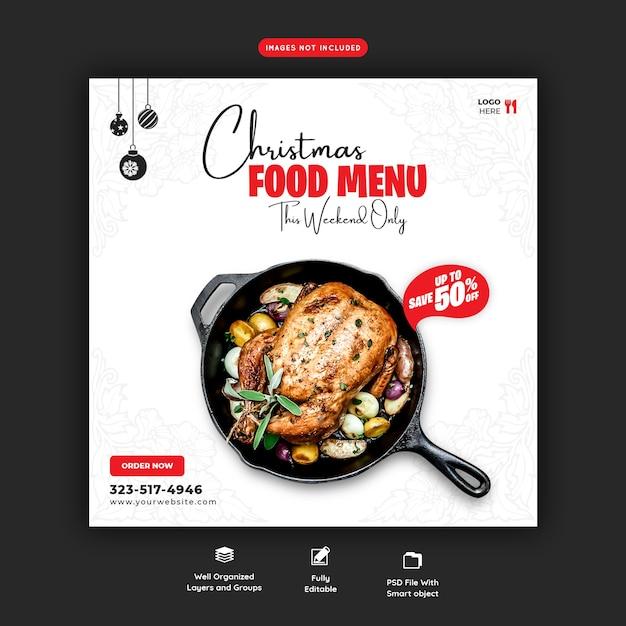 IMAGES NOT INCLUDED
LOGO
HERE
Christmas
FOOD MENU
This Weekend Only
UP TO
SAVE 50% OFF
ORDER NOW
323-517-4946
www.yourwebsite.com
Well Organized
Layers and Groups
Fully
Editable
PSD File With
Smart object